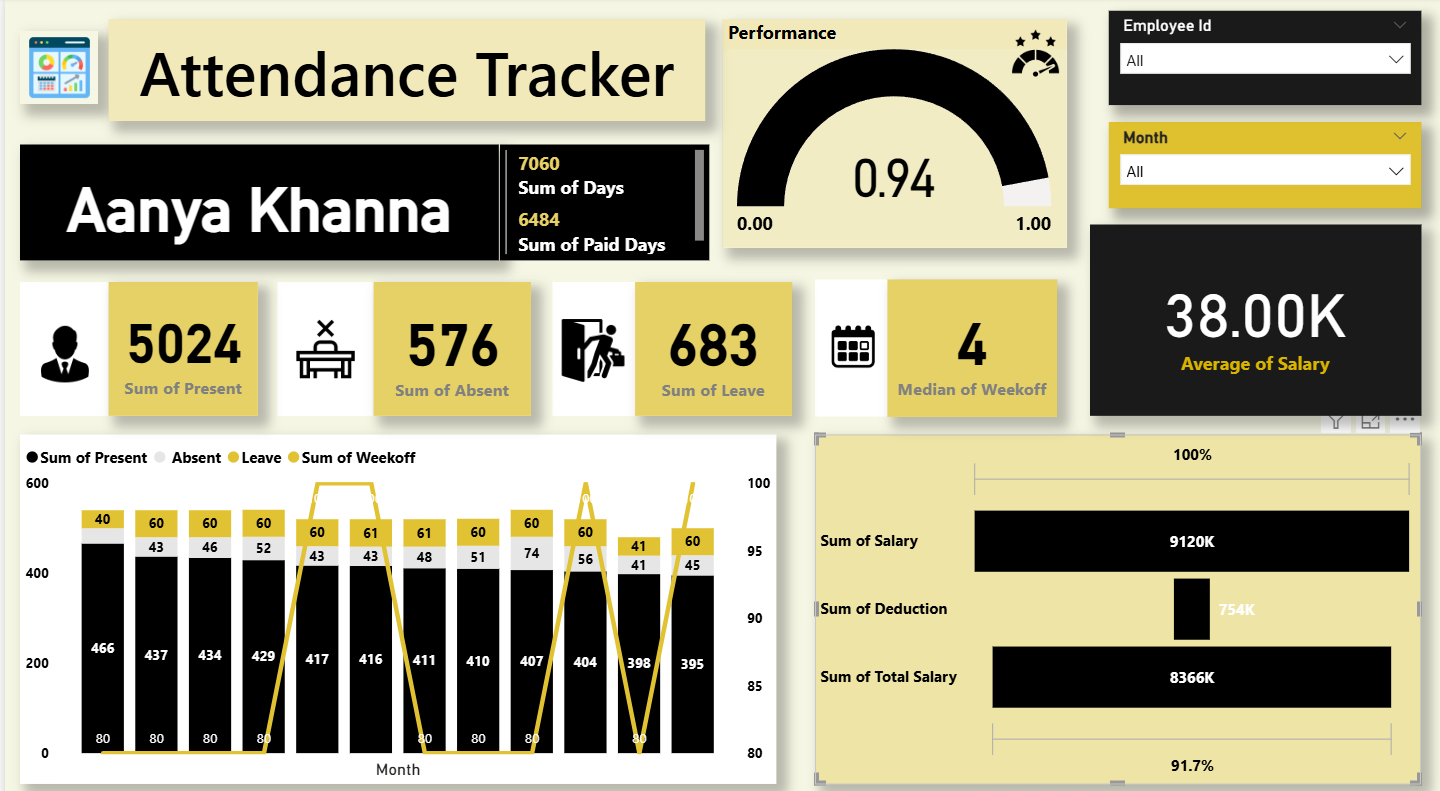 Attendance Tracker
Performance
0.94
0.00
1.00
Employee Id
All
Month
All
Aanya Khanna
7060
Sum of Days
6484
Sum of Paid Days
5024
Sum of Present
576
Sum of Absent
683
Sum of Leave
4
Median of Weekoff
38.00K
Average of Salary
Sum of Present Absent Leave Sum of Weekoff
600
400
200
0
100
95
90
85
80
40 60 60 60 60 61 61 60 60 60 41 60
43 46 52 43 43 48 51 74 56 41 45
466 437 434 429 417 416 411 410 407 404 398 395
80 80 80 80 80 80 80 80
Month
100%
Sum of Salary
9120K
Sum of Deduction
754K
Sum of Total Salary
8366K
91.7%